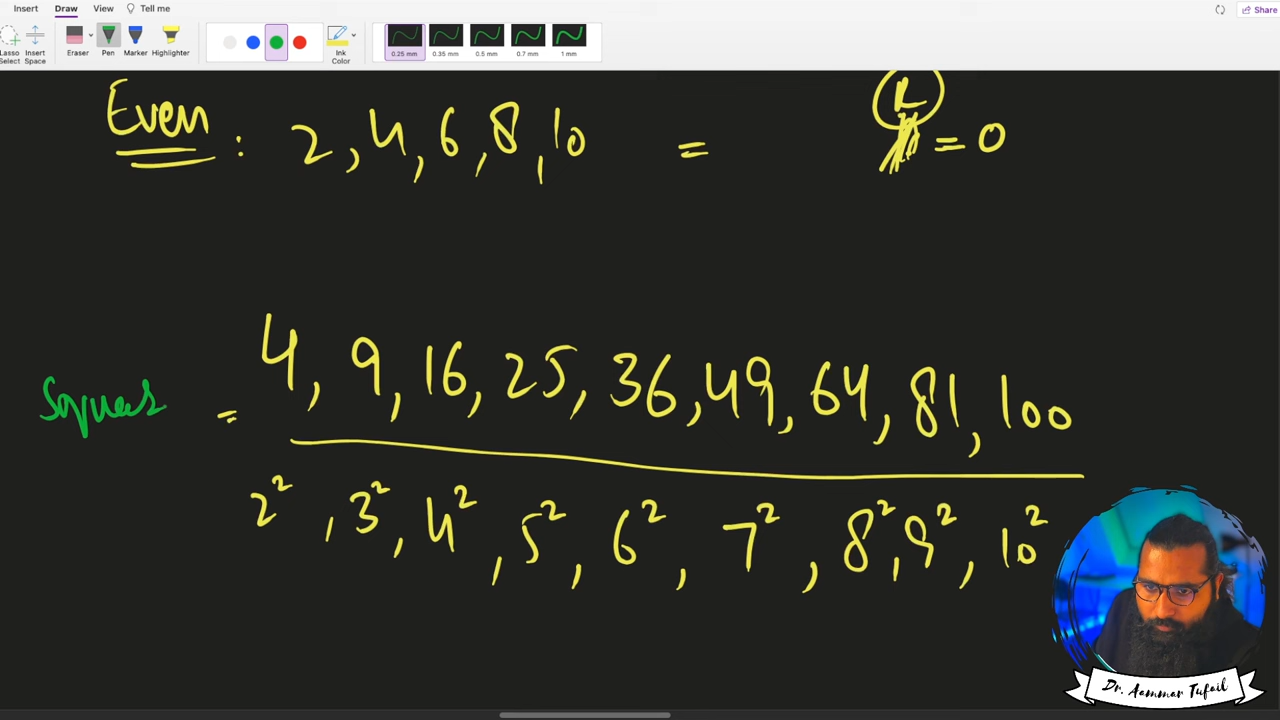 Insert Draw View Tell me
Share
Lasso Select
Insert Space
Eraser
Pen
Marker
Highlighter
Ink Color
0.25 mm
0.35 mm
0.5 mm
0.7 mm
1 mm
Even : 2, 4, 6, 8, 10 =
= 0
Squares = 4, 9, 16, 25, 36, 49, 64, 81, 100
2², 3², 4², 5², 6², 7², 8², 9², 10²
Dr. Aammar Tufail